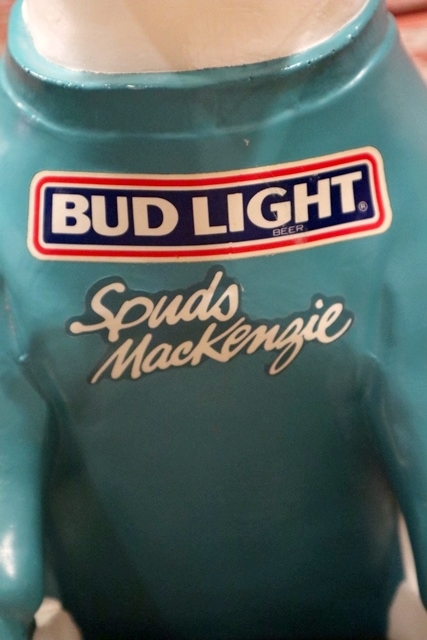 BUD LIGHT®
BEER
Spuds
MacKenzie